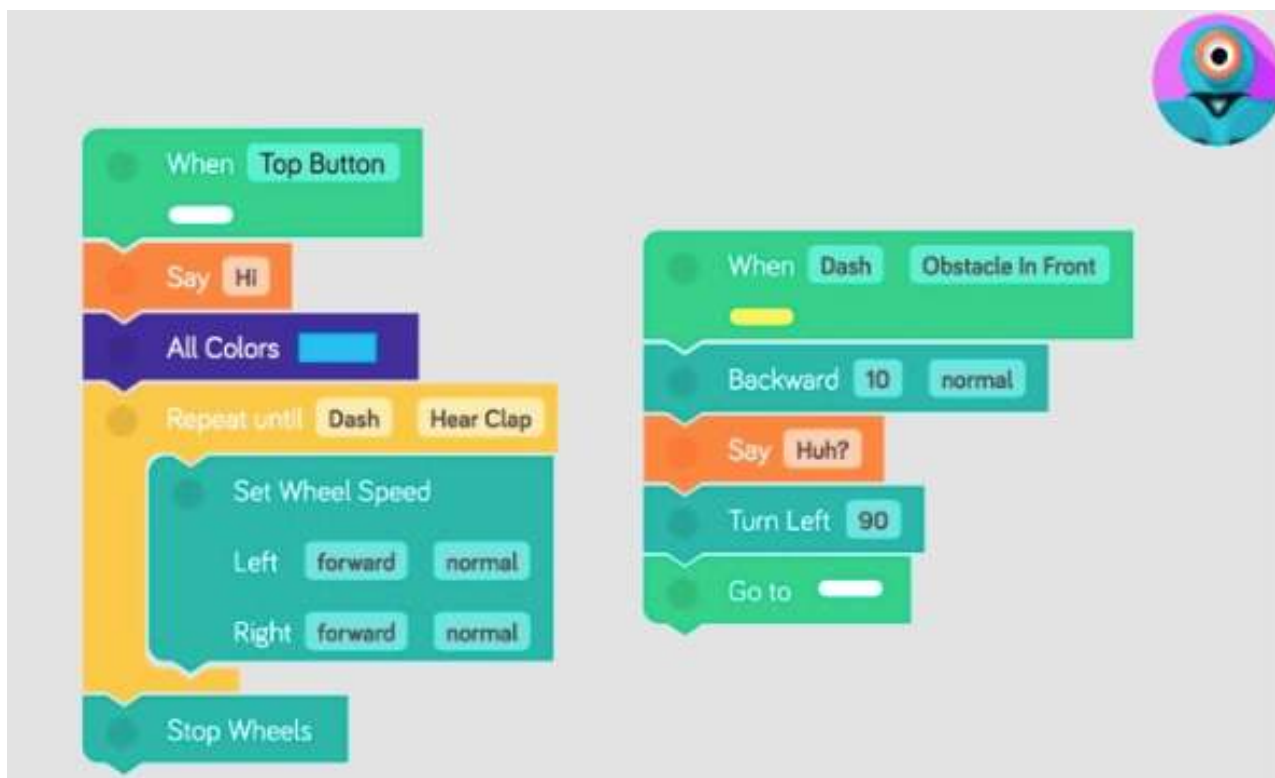 When Top Button
Say Hi
All Colors
Repeat until Dash Hear Clap
Set Wheel Speed
Left forward normal
Right forward normal
Stop Wheels
When Dash Obstacle In Front
Backward 10 normal
Say Huh?
Turn Left 90
Go to